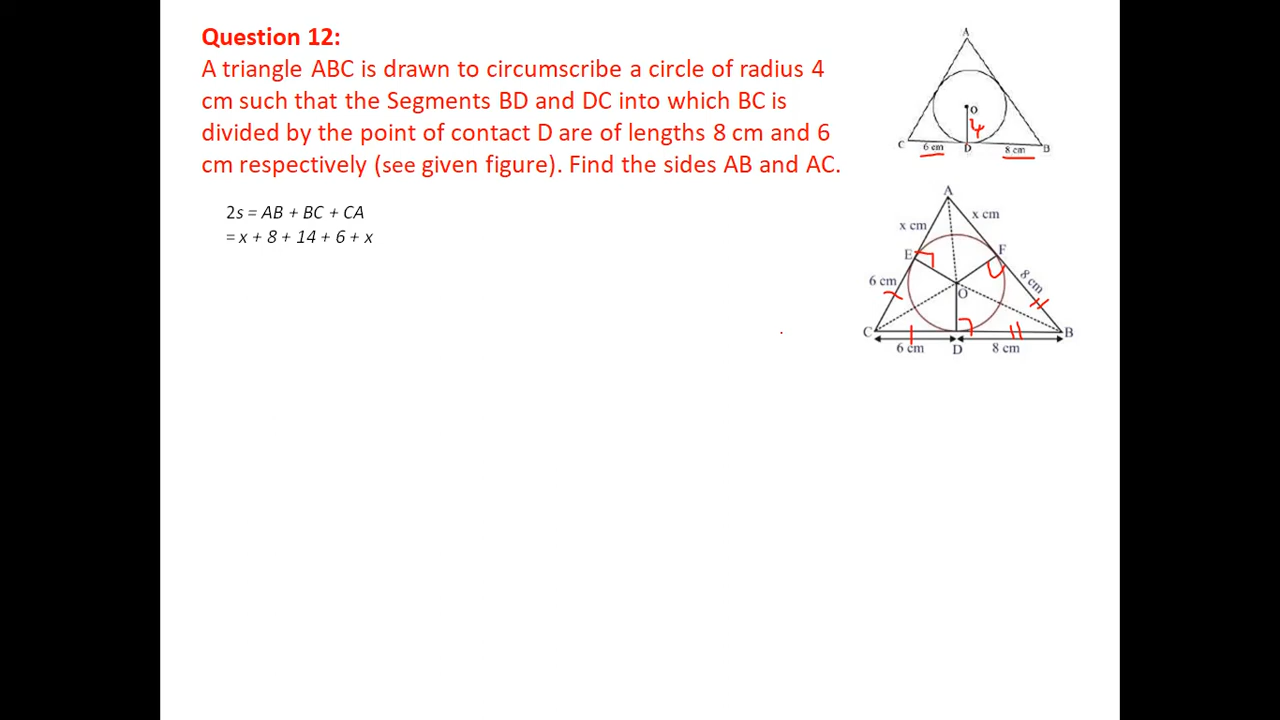 Question 12:
A triangle ABC is drawn to circumscribe a circle of radius 4
cm such that the Segments BD and DC into which BC is
divided by the point of contact D are of lengths 8 cm and 6
cm respectively (see given figure). Find the sides AB and AC.
2s = AB + BC + CA
= x + 8 + 14 + 6 + x
A
O
4
C 6 cm D 8 cm B
A
x cm x cm
E F
6 cm 8 cm
O
C B
6 cm D 8 cm